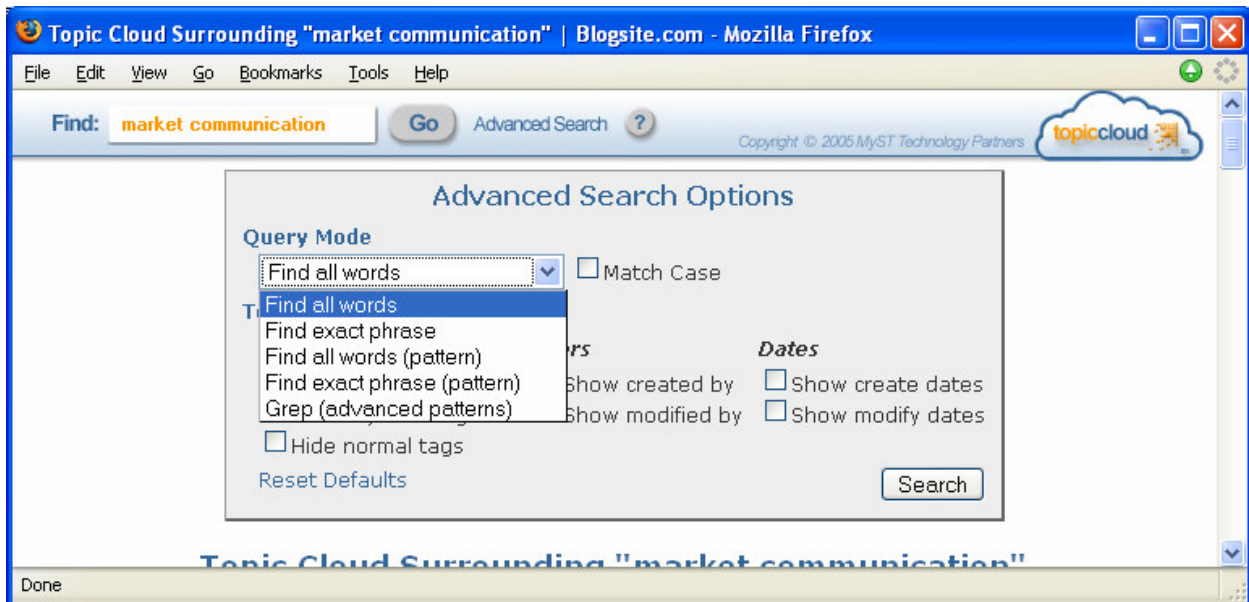 Topic Cloud Surrounding "market communication" | Blogsite.com - Mozilla Firefox
File Edit View Go Bookmarks Tools Help
Find: market communication Go Advanced Search ? Copyright © 2005 MyST Technology Partners topiccloud
Advanced Search Options
Query Mode
Find all words Match Case
Find all words
Find exact phrase
Find all words (pattern) Dates
Find exact phrase (pattern) Show created by Show create dates
Grep (advanced patterns) Show modified by Show modify dates
Hide normal tags
Reset Defaults Search
Topic Cloud Surrounding "market communication"
Done